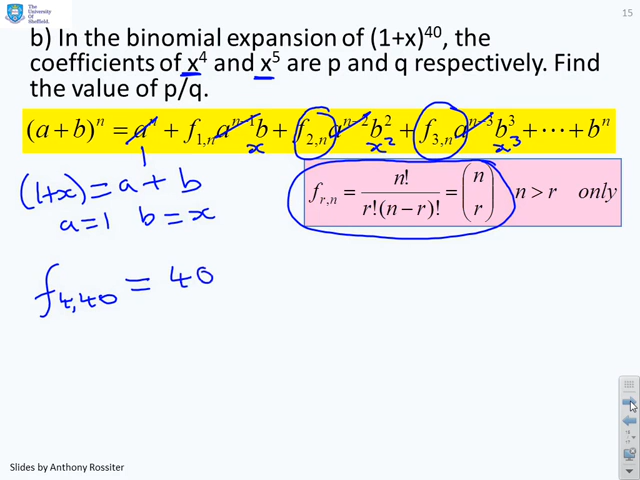 The University Of Sheffield.
15
b) In the binomial expansion of (1+x)^40, the
coefficients of x^4 and x^5 are p and q respectively. Find
the value of p/q.
(a + b)^n = a^n + f_{1,n} a^{n-1} b + f_{2,n} a^{n-2} b^2 + f_{3,n} a^{n-3} b^3 + ⋯ + b^n
1 x x^2 x^3
(1+x) = a + b
a = 1 b = x
f_{r,n} = n! / r!(n − r)! = (n r) n > r only
f_{4,40} = 40
Slides by Anthony Rossiter